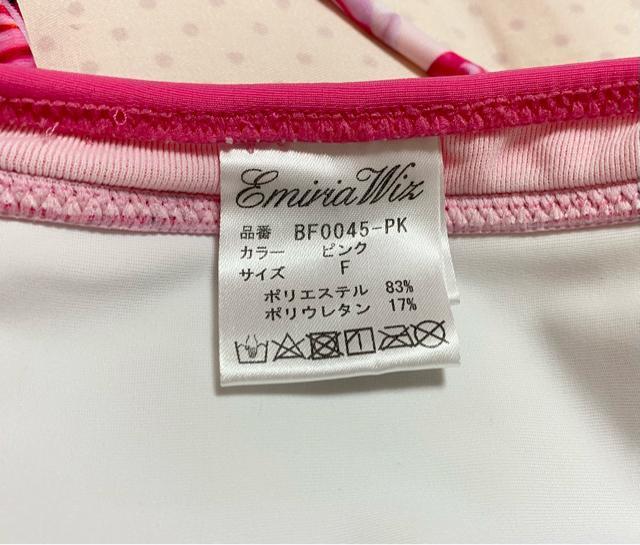 EmiriaWiz
品番 BF0045-PK
カラー ピンク
サイズ F
ポリエステル 83%
ポリウレタン 17%